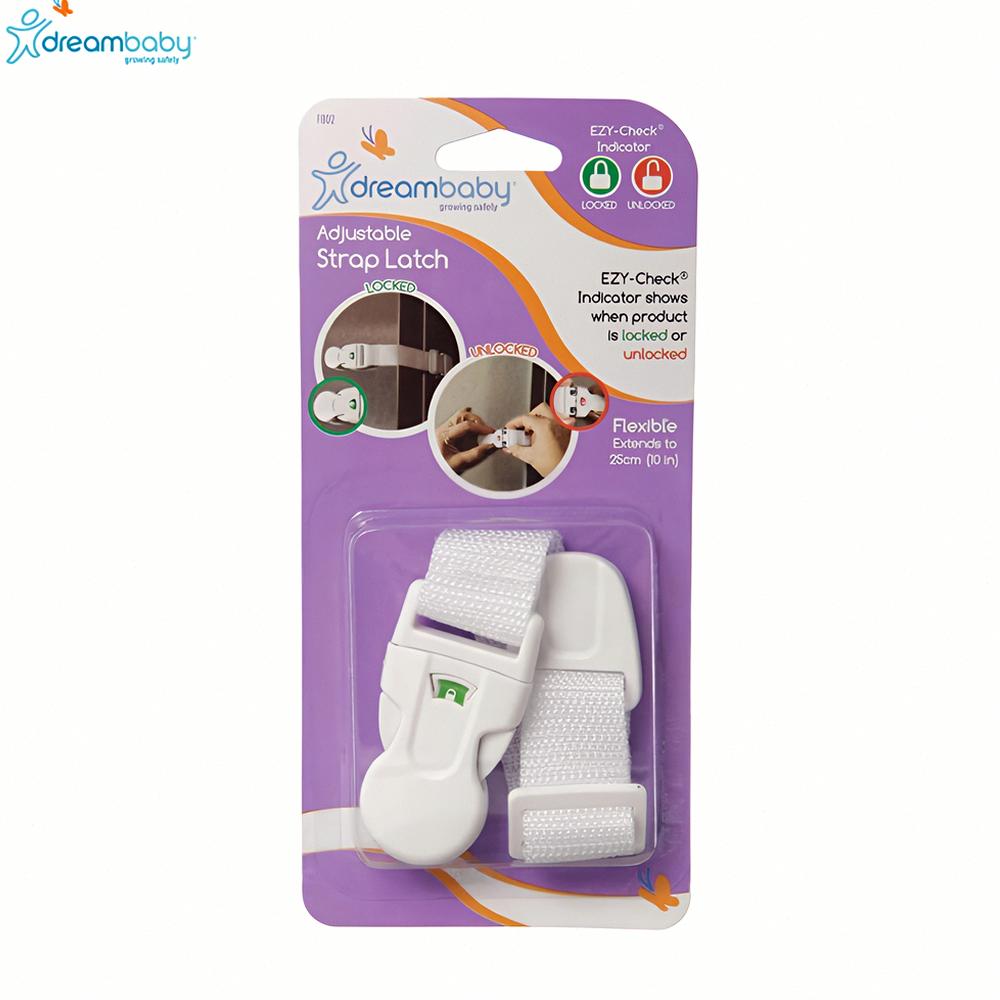 dreambaby
growing safely
dreambaby®
growing safely
Adjustable
Strap Latch
LOCKED
UNLOCKED
EZY-Check®
Indicator
LOCKED UNLOCKED
EZY-Check®
Indicator shows
when product
is locked or
unlocked
Flexible
Extends to
25cm (10 in)